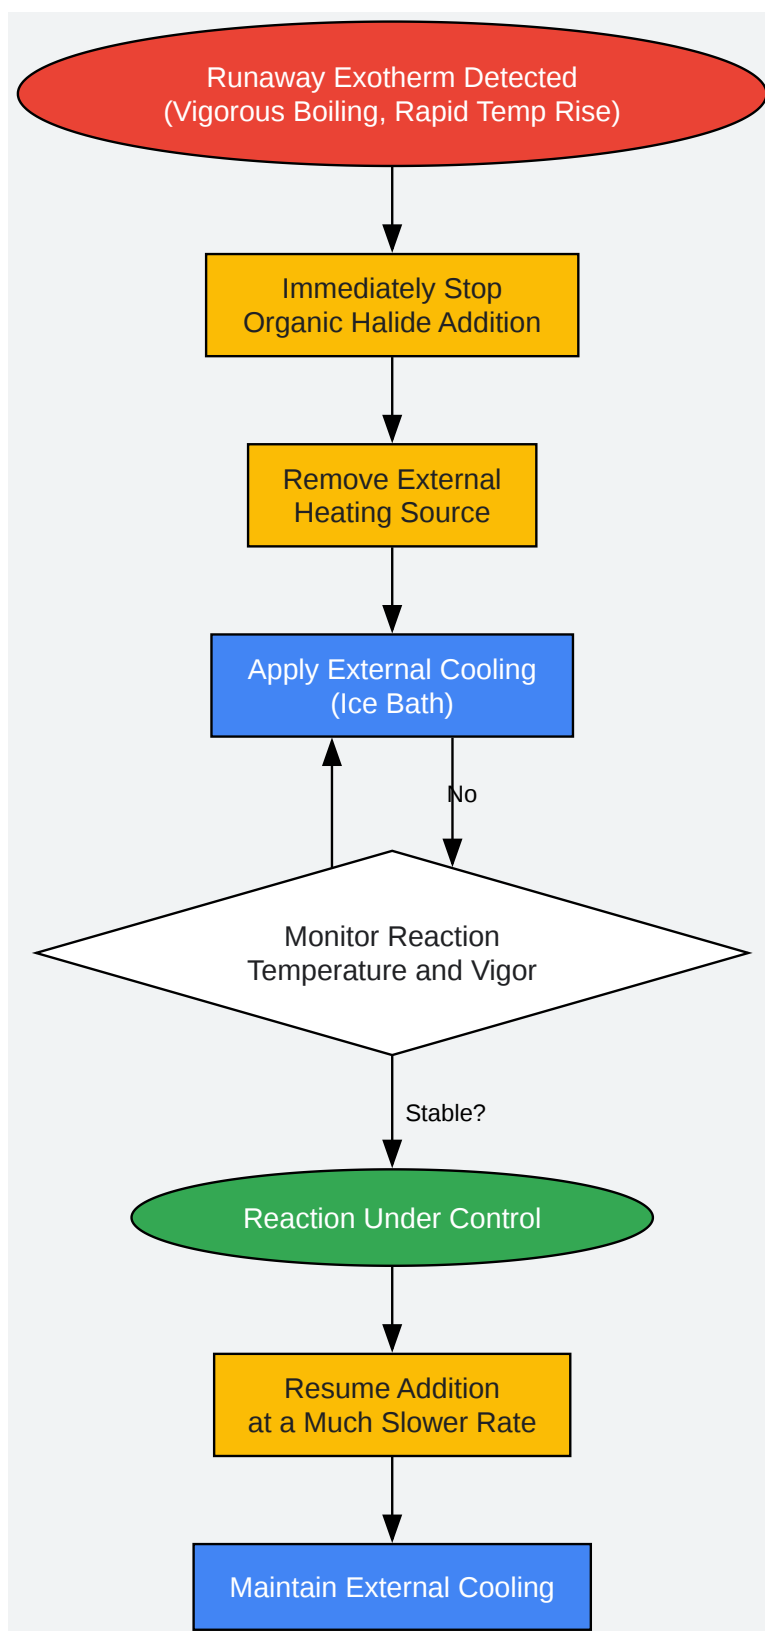 Runaway Exotherm Detected
(Vigorous Boiling, Rapid Temp Rise)
Immediately Stop
Organic Halide Addition
Remove External
Heating Source
Apply External Cooling
(Ice Bath)
No
Monitor Reaction
Temperature and Vigor
Stable?
Reaction Under Control
Resume Addition
at a Much Slower Rate
Maintain External Cooling